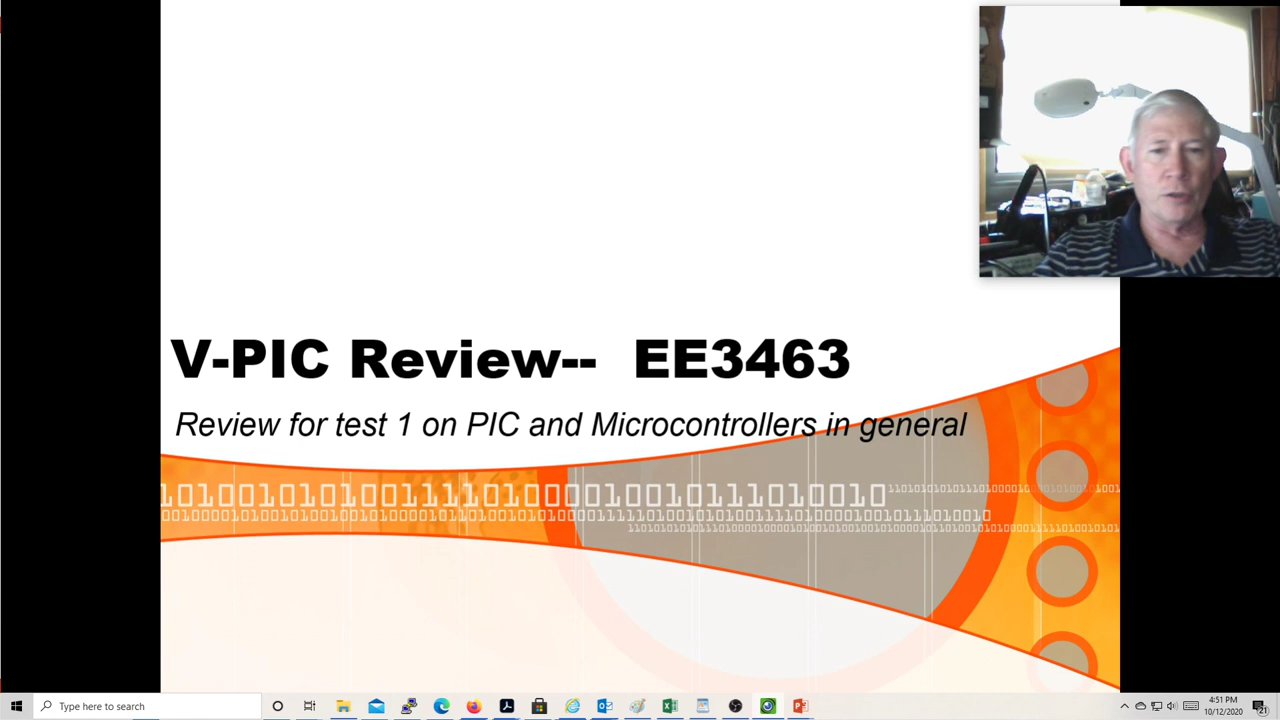 V-PIC Review-- EE3463
Review for test 1 on PIC and Microcontrollers in general
Type here to search
4:51 PM
10/12/2020
21